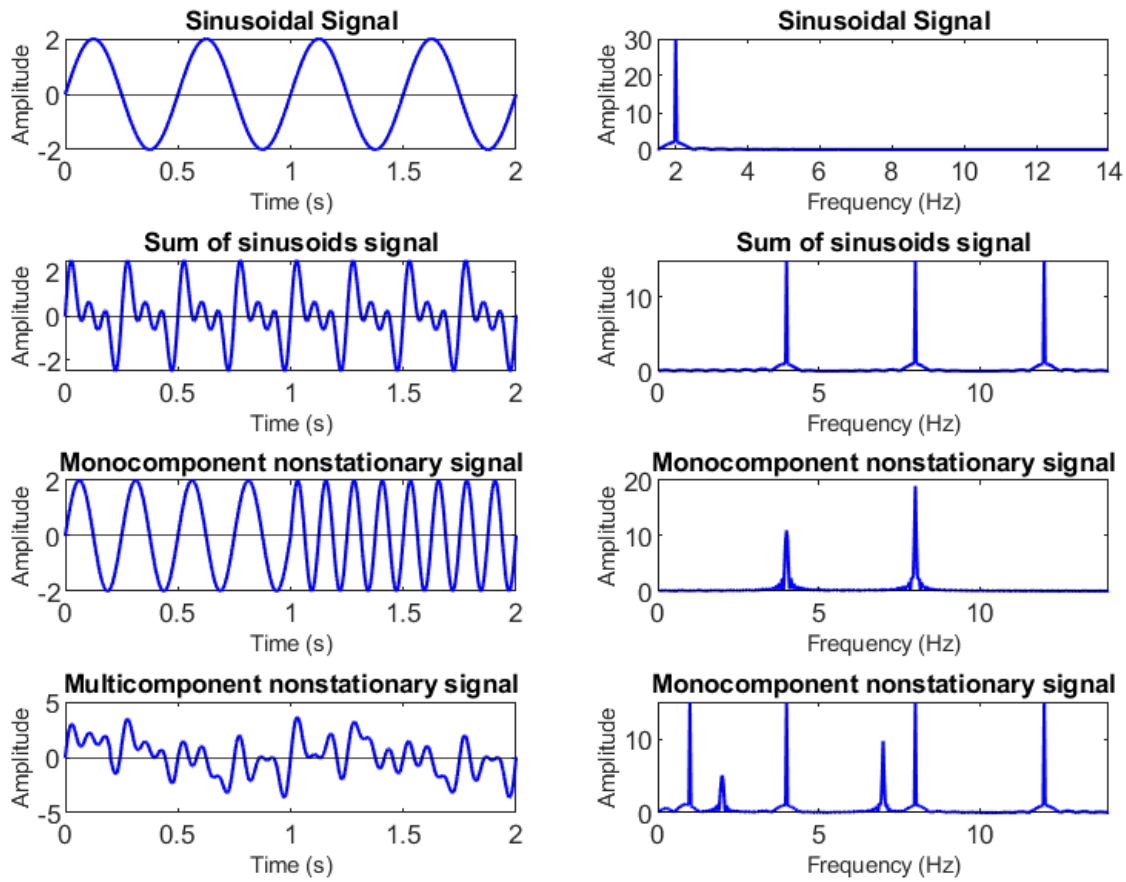 Sinusoidal Signal
Amplitude
2
0
-2
0 0.5 1 1.5 2
Time (s)
Sinusoidal Signal
Amplitude
30
20
10
0
2 4 6 8 10 12 14
Frequency (Hz)
Sum of sinusoids signal
Amplitude
2
0
-2
0 0.5 1 1.5 2
Time (s)
Sum of sinusoids signal
Amplitude
10
0
0 5 10
Frequency (Hz)
Monocomponent nonstationary signal
Amplitude
2
0
-2
0 0.5 1 1.5 2
Time (s)
Monocomponent nonstationary signal
Amplitude
20
10
0
0 5 10
Frequency (Hz)
Multicomponent nonstationary signal
Amplitude
5
0
-5
0 0.5 1 1.5 2
Time (s)
Monocomponent nonstationary signal
Amplitude
10
0
0 5 10
Frequency (Hz)